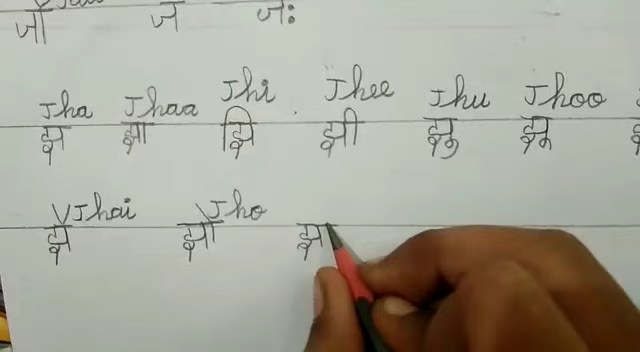 जौ ज जः
Jha Jhaa Jhi Jhee Jhu Jhoo
झ झा झि झी झु झू
Jhai Jho
झै झौ झ